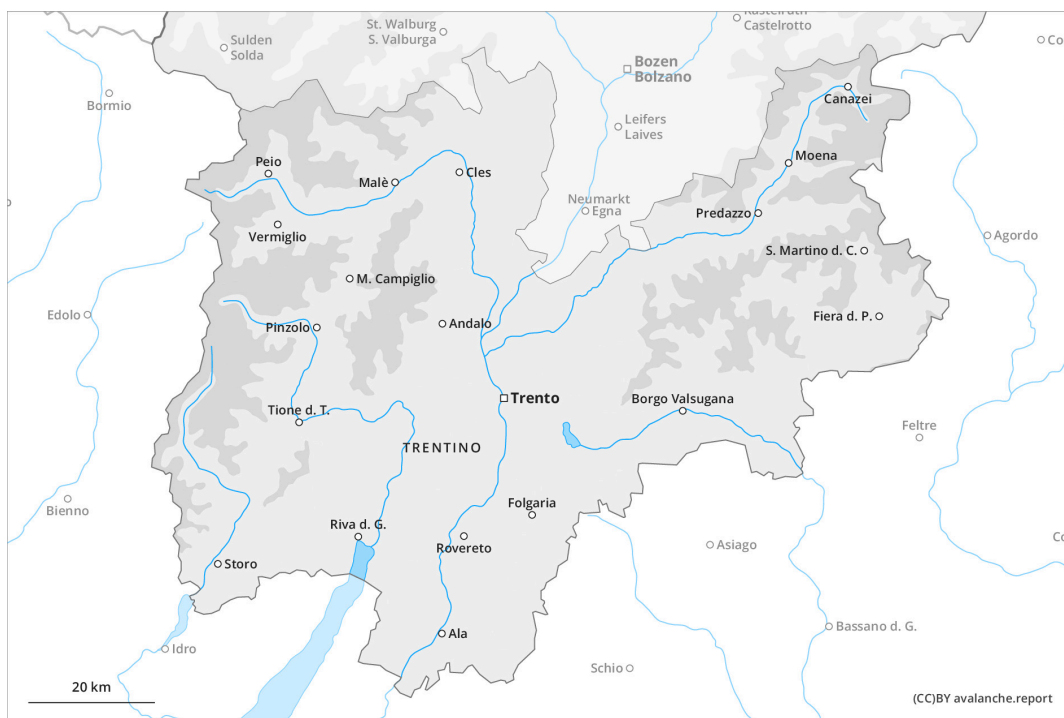 Kastelruth
Castelrotto
St. Walburg
S. Valburga
Sulden
Solda
Co
Bozen
Bolzano
Bormio
Canazei
Leifers
Laives
Moena
Peio
Malè
Cles
Neumarkt
Egna
Predazzo
Vermiglio
Agordo
S. Martino d. C.
M. Campiglio
Edolo
Pinzolo
Andalo
Fiera d. P.
Trento
Borgo Valsugana
Tione d. T.
Feltre
TRENTINO
Bienno
Folgaria
Riva d. G.
Rovereto
Asiago
Co
Storo
Ala
Bassano d. G.
Idro
Schio
20 km
(CC)BY avalanche.report